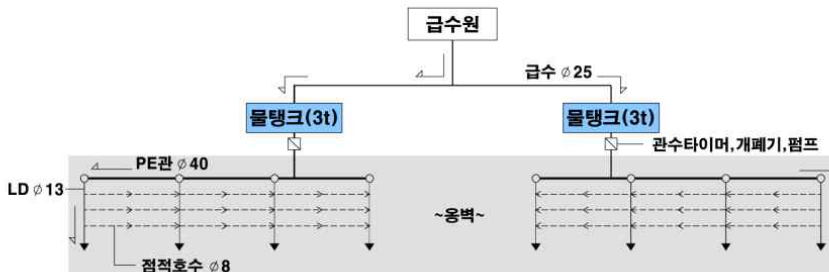 급수원
급수 ∅25
물탱크(3t)
물탱크(3t)
관수타이머,개폐기,펌프
PE관 ∅40
LD ∅13
~옹벽~
점적호수 ∅8